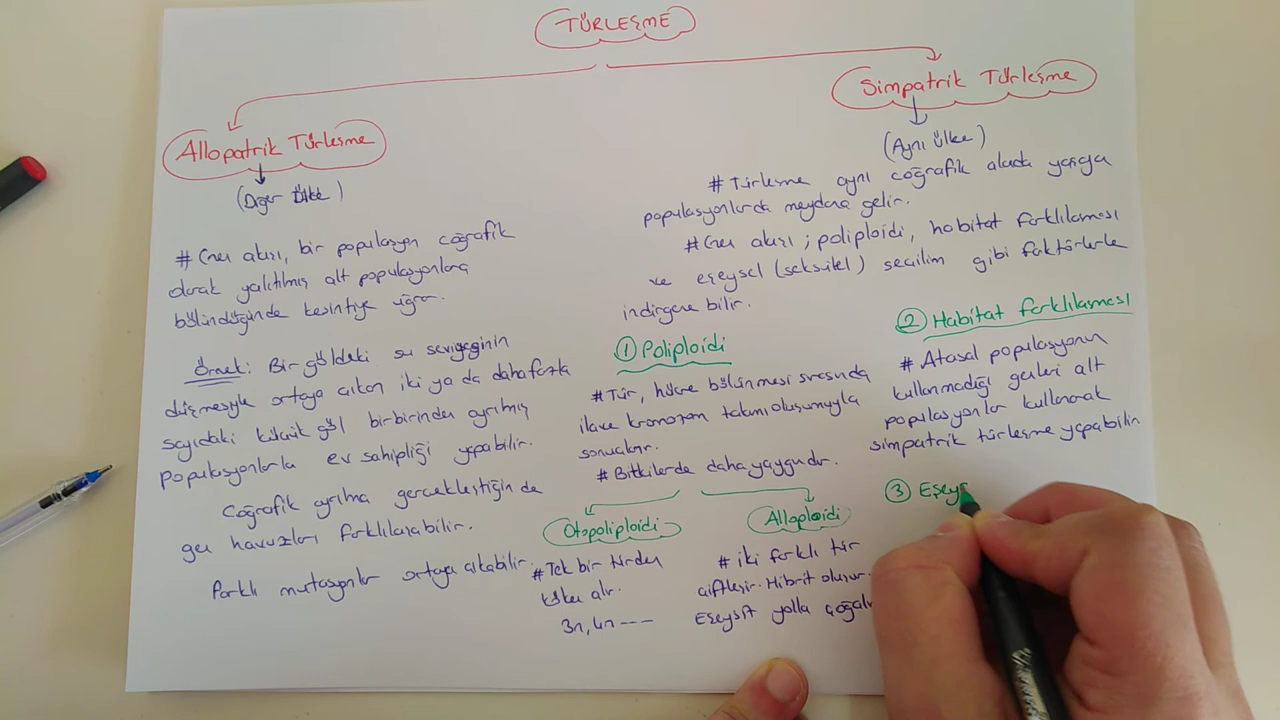 TÜRLEŞME
Allopatrik Türleşme
(Diğer ülke)
# Gen akışı, bir populasyon coğrafik
olarak yalıtılmış alt populasyonlara
bölündüğünde kesintiye uğrar.
Örnek: Bir göldeki su seviyesinin
düşmesiyle ortaya çıkan iki ya da daha fazla
sayıdaki küçük göl birbirinden ayrılmış
populasyonlarla ev sahipliği yapabilir.
Coğrafik ayrılma gerçekleştiğinde
gen havuzları farklılaşabilir.
Farklı mutasyonlar ortaya çıkabilir.
Simpatrik Türleşme
(Aynı ülke)
# Türleşme aynı coğrafik alanda yaşayan
populasyonlarda meydana gelir.
# Gen akışı; poliploidi, habitat farklılaşması
ve eşeysel (seksüel) seçilim gibi faktörlerle
indirgenebilir.
① Poliploidi
# Tür, hücre bölünmesi sırasında
ilave kromozom takımı oluşumuyla
sonuçlanır.
# Bitkilerde daha yaygındır.
Otopoliploidi
# Tek bir türden
köken alır.
3n, 4n ---
Alloploidi
# iki farklı tür
çiftleşir. Hibrit oluşur.
Eşeysiz yolla çoğalır
② Habitat farklılaşması
# Atasal populasyonun
kullanmadığı yerleri alt
populasyonlar kullanarak
simpatrik türleşme yapabilir
③ Eşeys